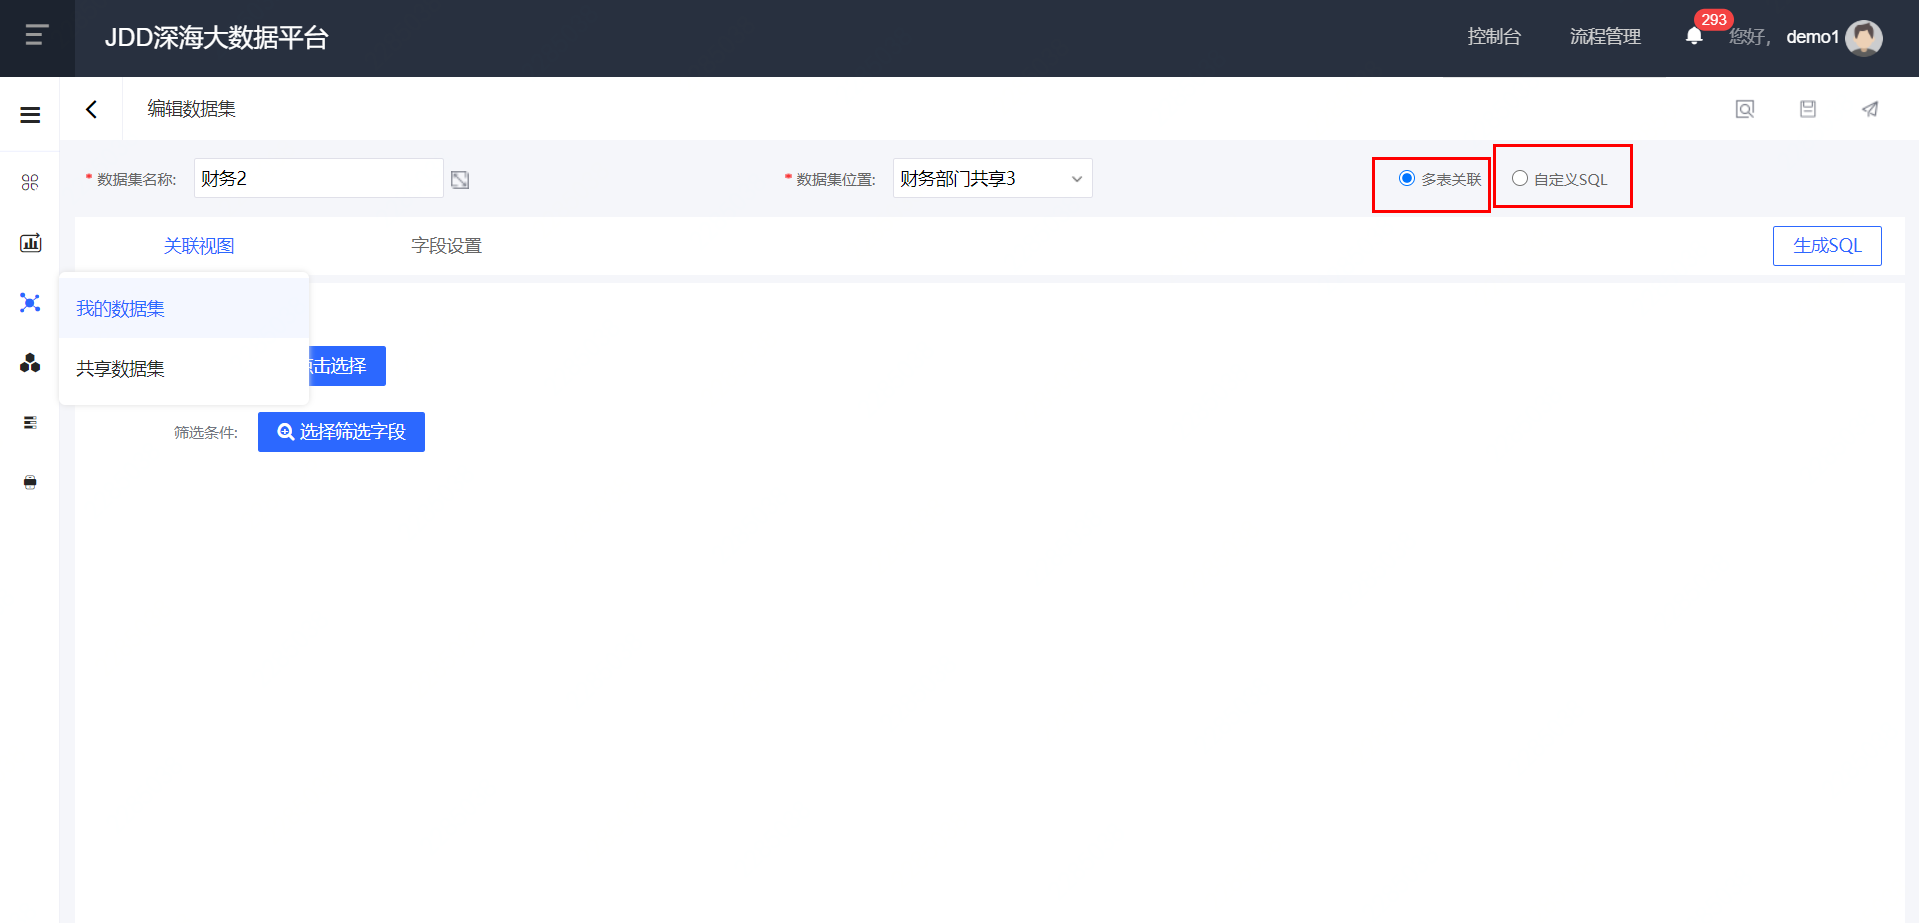 JDD深海大数据平台
控制台
流程管理
293
您好,
demo1
编辑数据集
* 数据集名称:
财务2
* 数据集位置:
财务部门共享3
多表关联
自定义SQL
关联视图
字段设置
生成SQL
我的数据集
共享数据集
击选择
筛选条件:
选择筛选字段